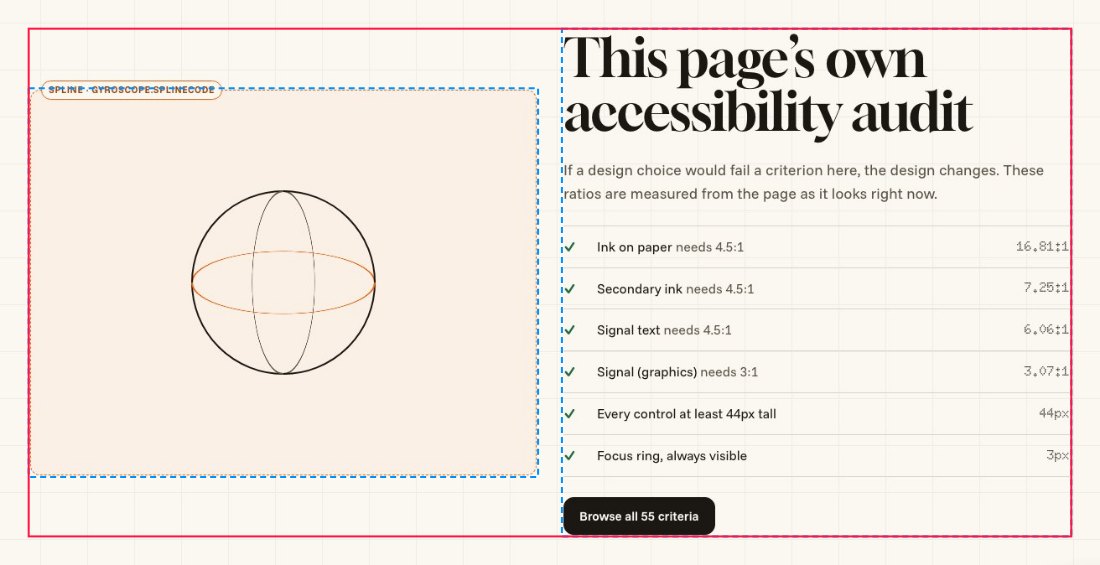 SPLINE · GYROSCOPE.SPLINECODE
This page’s own
accessibility audit
If a design choice would fail a criterion here, the design changes. These
ratios are measured from the page as it looks right now.
Ink on paper needs 4.5:1 16.81:1
Secondary ink needs 4.5:1 7.25:1
Signal text needs 4.5:1 6.06:1
Signal (graphics) needs 3:1 3.07:1
Every control at least 44px tall 44px
Focus ring, always visible 3px
Browse all 55 criteria